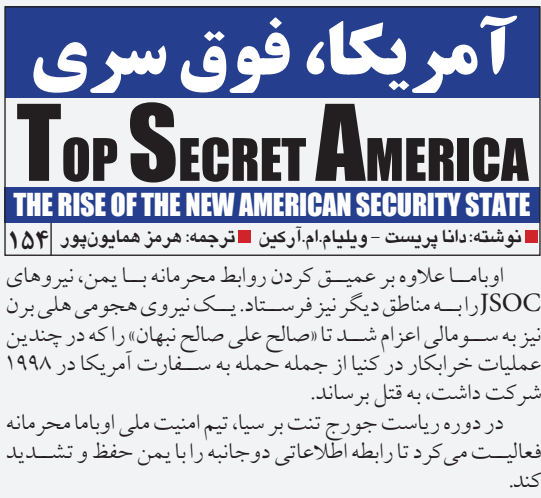 آمریکا، فوق سری
TOP SECRET AMERICA
THE RISE OF THE NEW AMERICAN SECURITY STATE
■ نوشته: دانا پریست - ویلیام.ام.آرکین ■ ترجمه: هرمز همایون‌پور ۱۵۴
اوباما علاوه بر عمیق کردن روابط محرمانه با یمن، نیروهای
JSOC را به مناطق دیگر نیز فرستاد. یک نیروی هجومی هلی برن
نیز به سومالی اعزام شد تا «صالح علی صالح نبهان» را که در چندین
عملیات خرابکار در کنیا از جمله حمله به سفارت آمریکا در ۱۹۹۸
شرکت داشت، به قتل برساند.
در دوره ریاست جورج تنت بر سیا، تیم امنیت ملی اوباما محرمانه
فعالیت می‌کرد تا رابطه اطلاعاتی دوجانبه را با یمن حفظ و تشدید
کند.